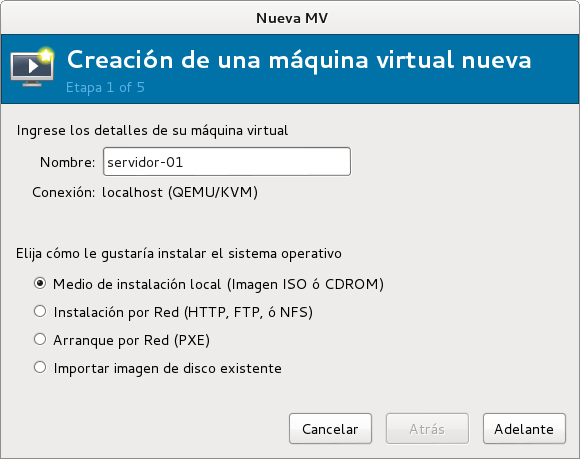 Nueva MV
Creación de una máquina virtual nueva
Etapa 1 of 5
Ingrese los detalles de su máquina virtual
Nombre: servidor-01
Conexión: localhost (QEMU/KVM)
Elija cómo le gustaría instalar el sistema operativo
Medio de instalación local (Imagen ISO ó CDROM)
Instalación por Red (HTTP, FTP, ó NFS)
Arranque por Red (PXE)
Importar imagen de disco existente
Cancelar Atrás Adelante